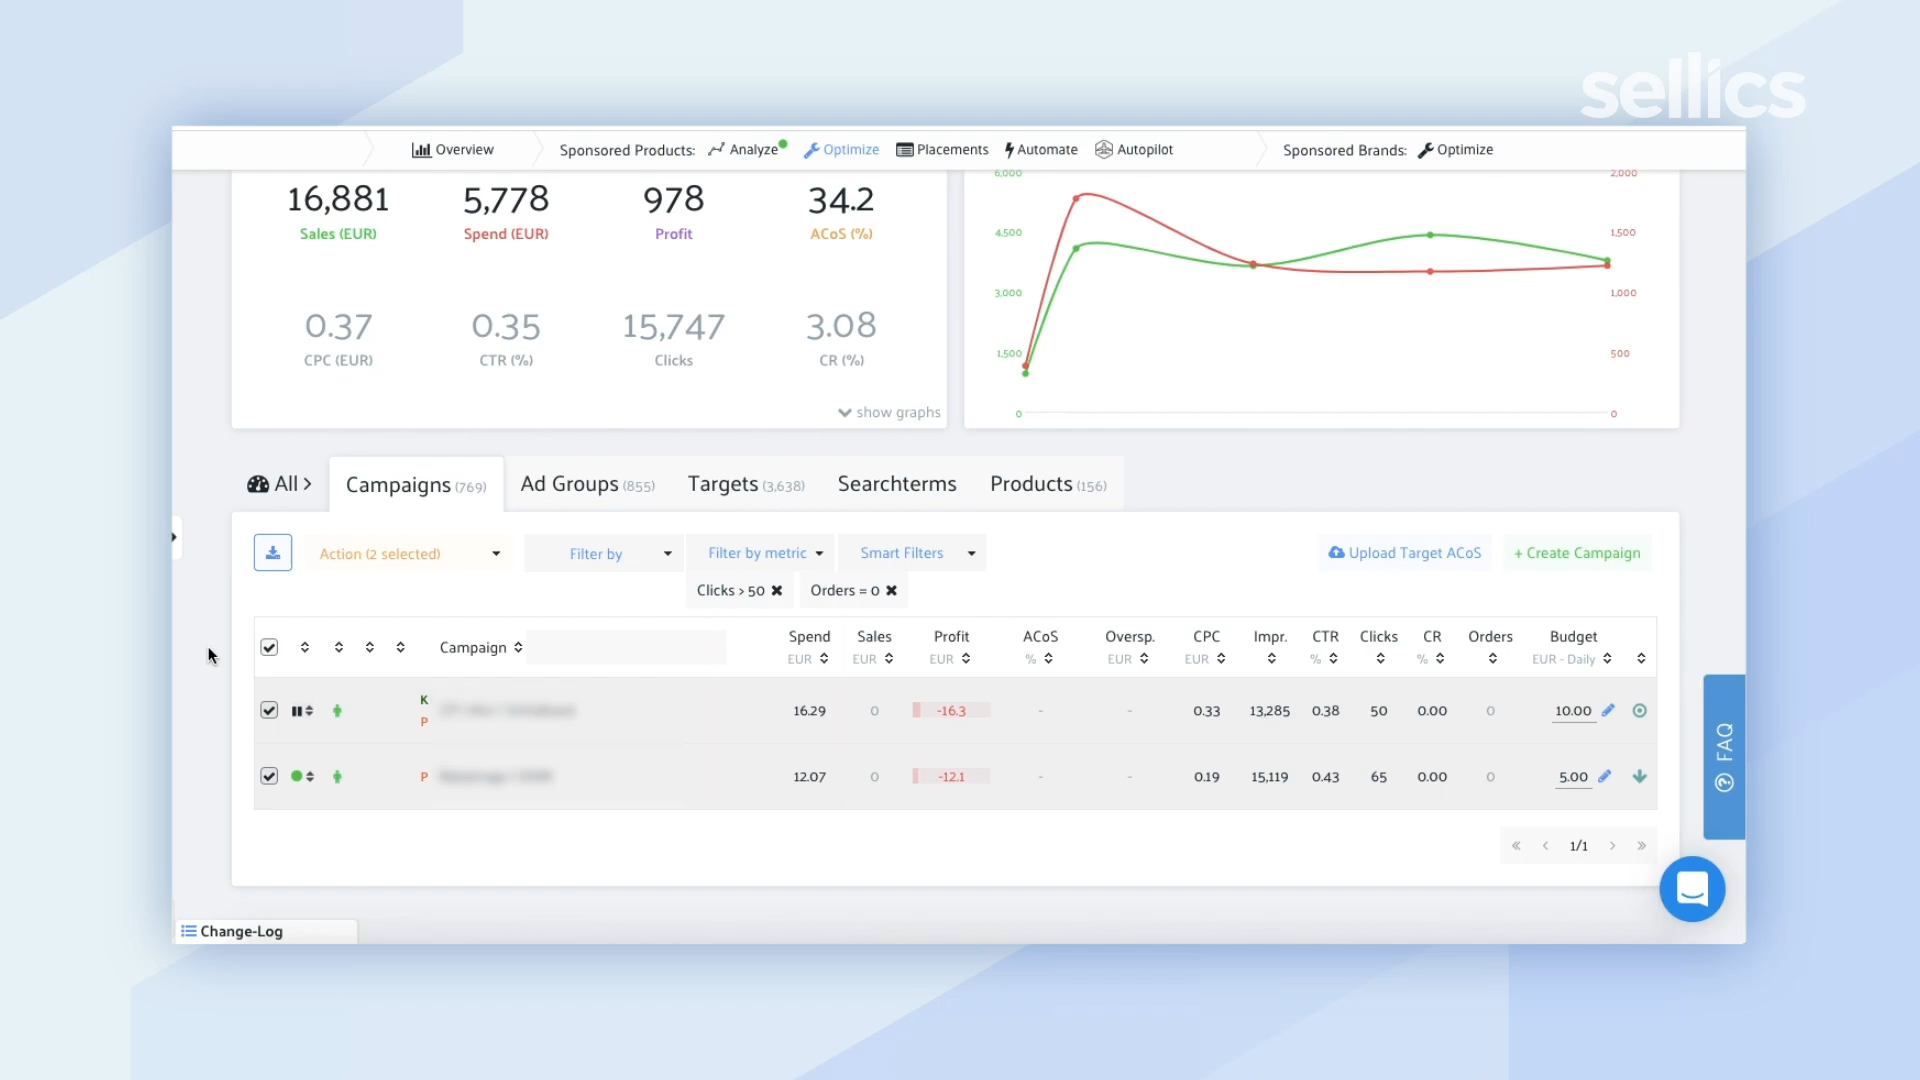 sellics
Overview
Sponsored Products: Analyze Optimize Placements Automate Autopilot
Sponsored Brands: Optimize
16,881 5,778 978 34.2
Sales (EUR) Spend (EUR) Profit ACoS (%)
0.37 0.35 15,747 3.08
CPC (EUR) CTR (%) Clicks CR (%)
show graphs
6,000 2,000
4,500 1,500
3,000 1,000
1,500 500
0 0
All Campaigns (769) Ad Groups (855) Targets (3,638) Searchterms Products (156)
Action (2 selected) Filter by Filter by metric Smart Filters Upload Target ACoS + Create Campaign
Clicks > 50 ✖ Orders = 0 ✖
Campaign Spend Sales Profit ACoS Oversp. CPC Impr. CTR Clicks CR Orders Budget
EUR EUR EUR % EUR EUR % % EUR - Daily
K
P 16.29 0 -16.3 - - 0.33 13,285 0.38 50 0.00 0 10.00
P 12.07 0 -12.1 - - 0.19 15,119 0.43 65 0.00 0 5.00
« ‹ 1/1 › »
FAQ
Change-Log